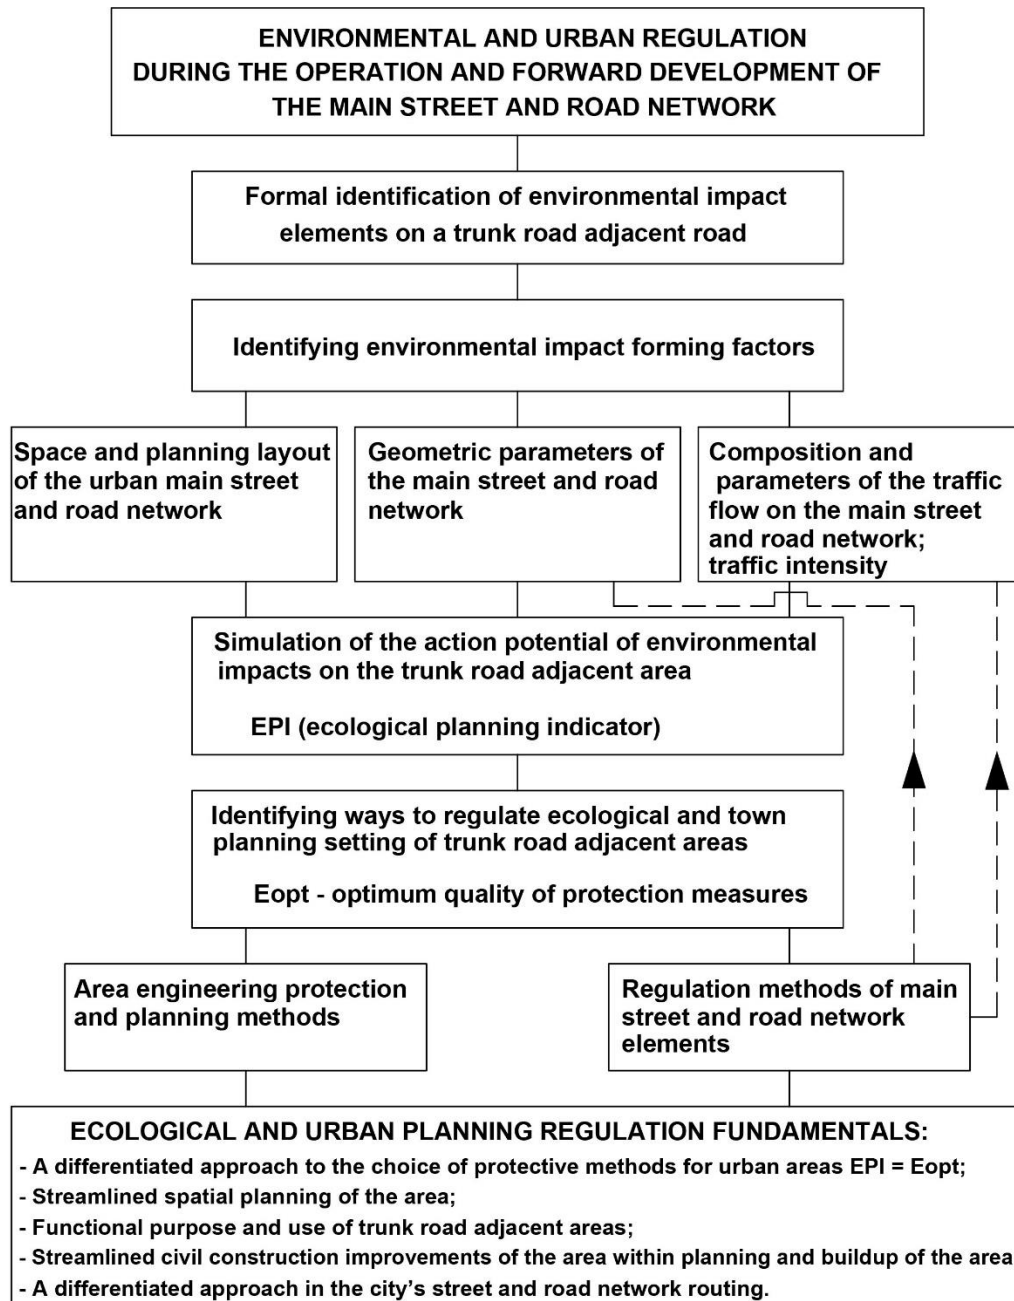 ENVIRONMENTAL AND URBAN REGULATION
DURING THE OPERATION AND FORWARD DEVELOPMENT OF
THE MAIN STREET AND ROAD NETWORK
Formal identification of environmental impact
elements on a trunk road adjacent road
Identifying environmental impact forming factors
Space and planning layout
of the urban main street
and road network
Geometric parameters of
the main street and road
network
Composition and
parameters of the traffic
flow on the main street
and road network;
traffic intensity
Simulation of the action potential of environmental
impacts on the trunk road adjacent area
EPI (ecological planning indicator)
Identifying ways to regulate ecological and town
planning setting of trunk road adjacent areas
Eopt - optimum quality of protection measures
Area engineering protection
and planning methods
Regulation methods of main
street and road network
elements
ECOLOGICAL AND URBAN PLANNING REGULATION FUNDAMENTALS:
- A differentiated approach to the choice of protective methods for urban areas EPI = Eopt;
- Streamlined spatial planning of the area;
- Functional purpose and use of trunk road adjacent areas;
- Streamlined civil construction improvements of the area within planning and buildup of the area
- A differentiated approach in the city's street and road network routing.